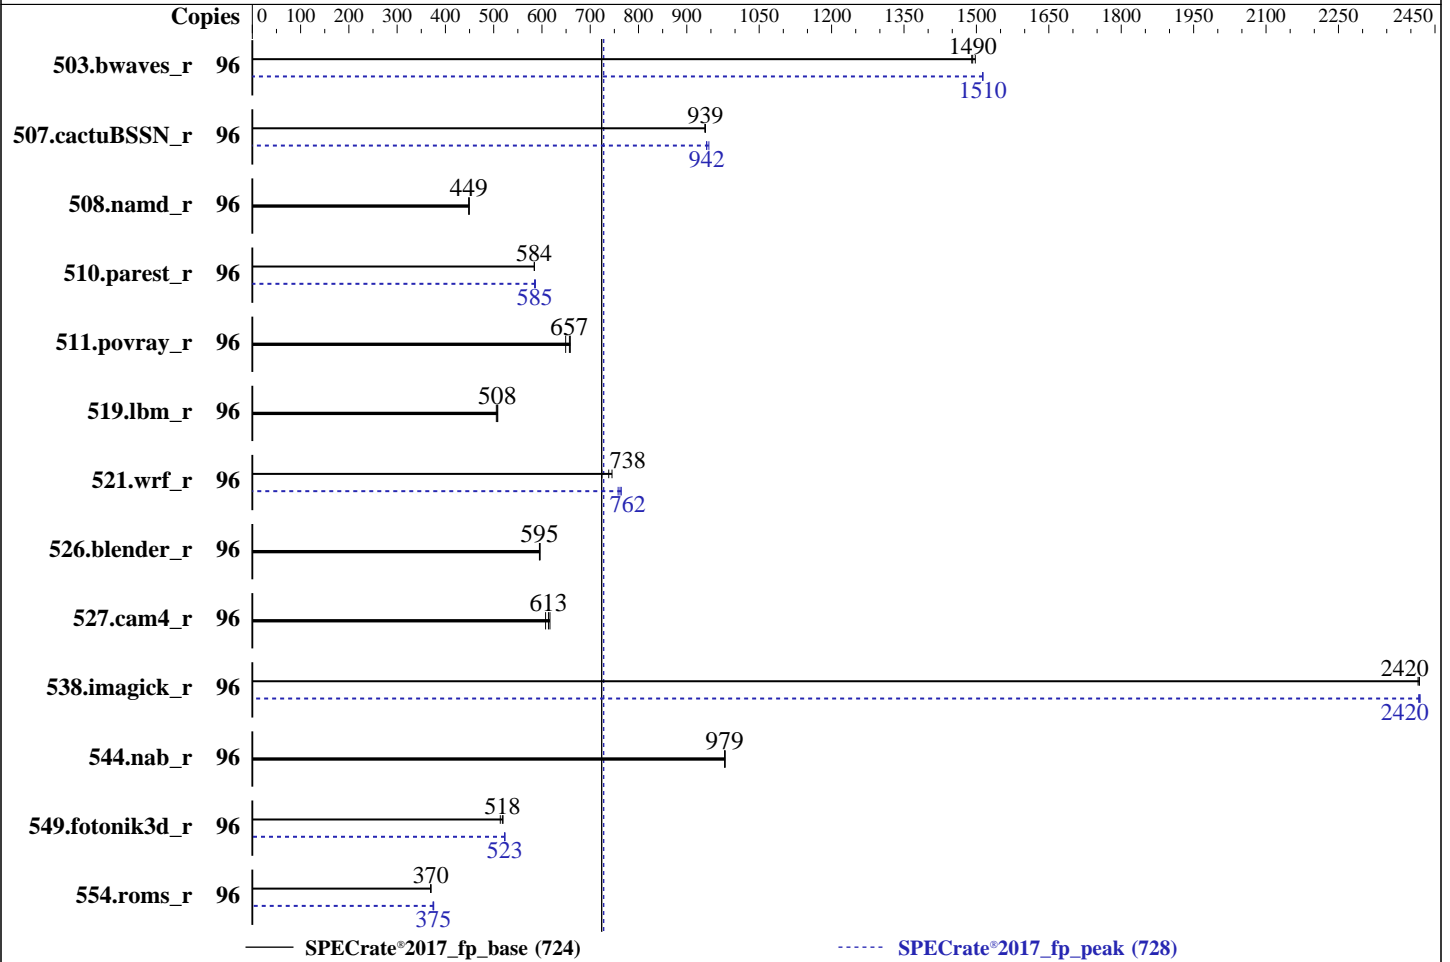 Copies 0 100 200 300 400 500 600 700 800 900 1050 1200 1350 1500 1650 1800 1950 2100 2250 2450
1490
503.bwaves_r 96
1510
939
507.cactuBSSN_r 96
942
449
508.namd_r 96
584
510.parest_r 96
585
657
511.povray_r 96
508
519.lbm_r 96
738
521.wrf_r 96
762
595
526.blender_r 96
613
527.cam4_r 96
2420
538.imagick_r 96
2420
979
544.nab_r 96
518
549.fotonik3d_r 96
523
370
554.roms_r 96
375
SPECrate®2017_fp_base (724) SPECrate®2017_fp_peak (728)